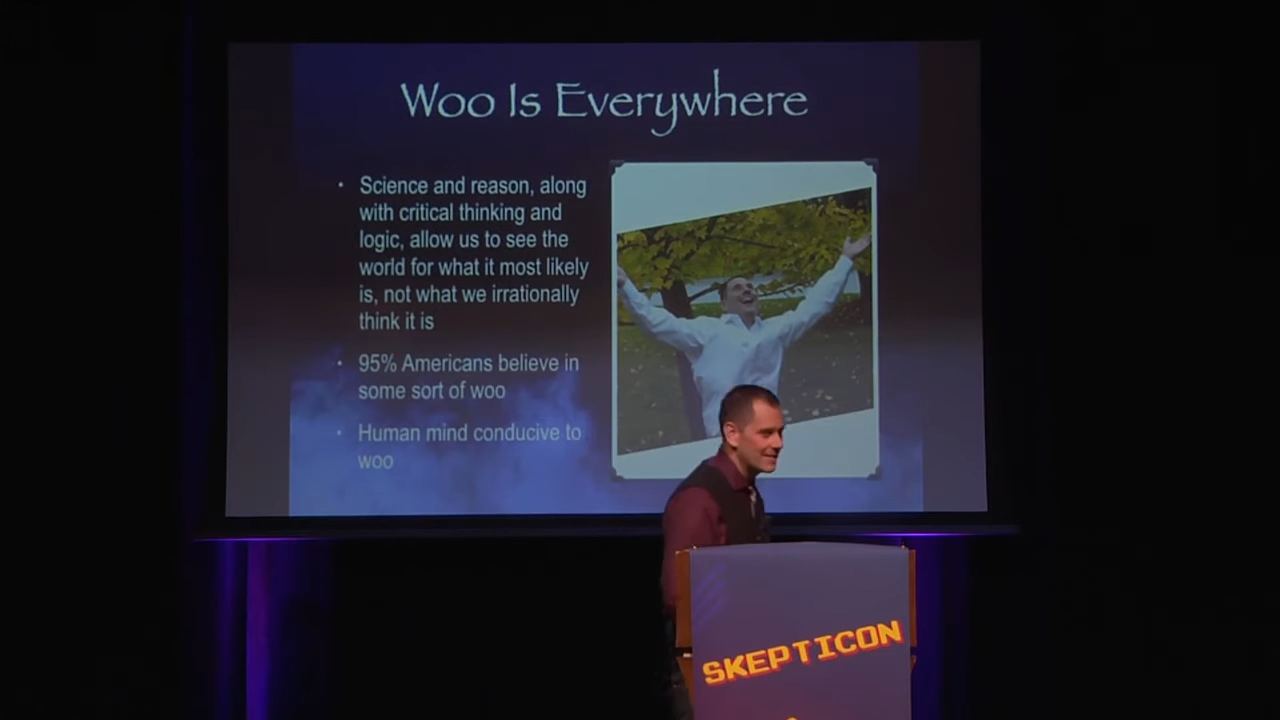 Woo Is Everywhere
• Science and reason, along
with critical thinking and
logic, allow us to see the
world for what it most likely
is, not what we irrationally
think it is
• 95% Americans believe in
some sort of woo
• Human mind conducive to
woo
SKEPTICON